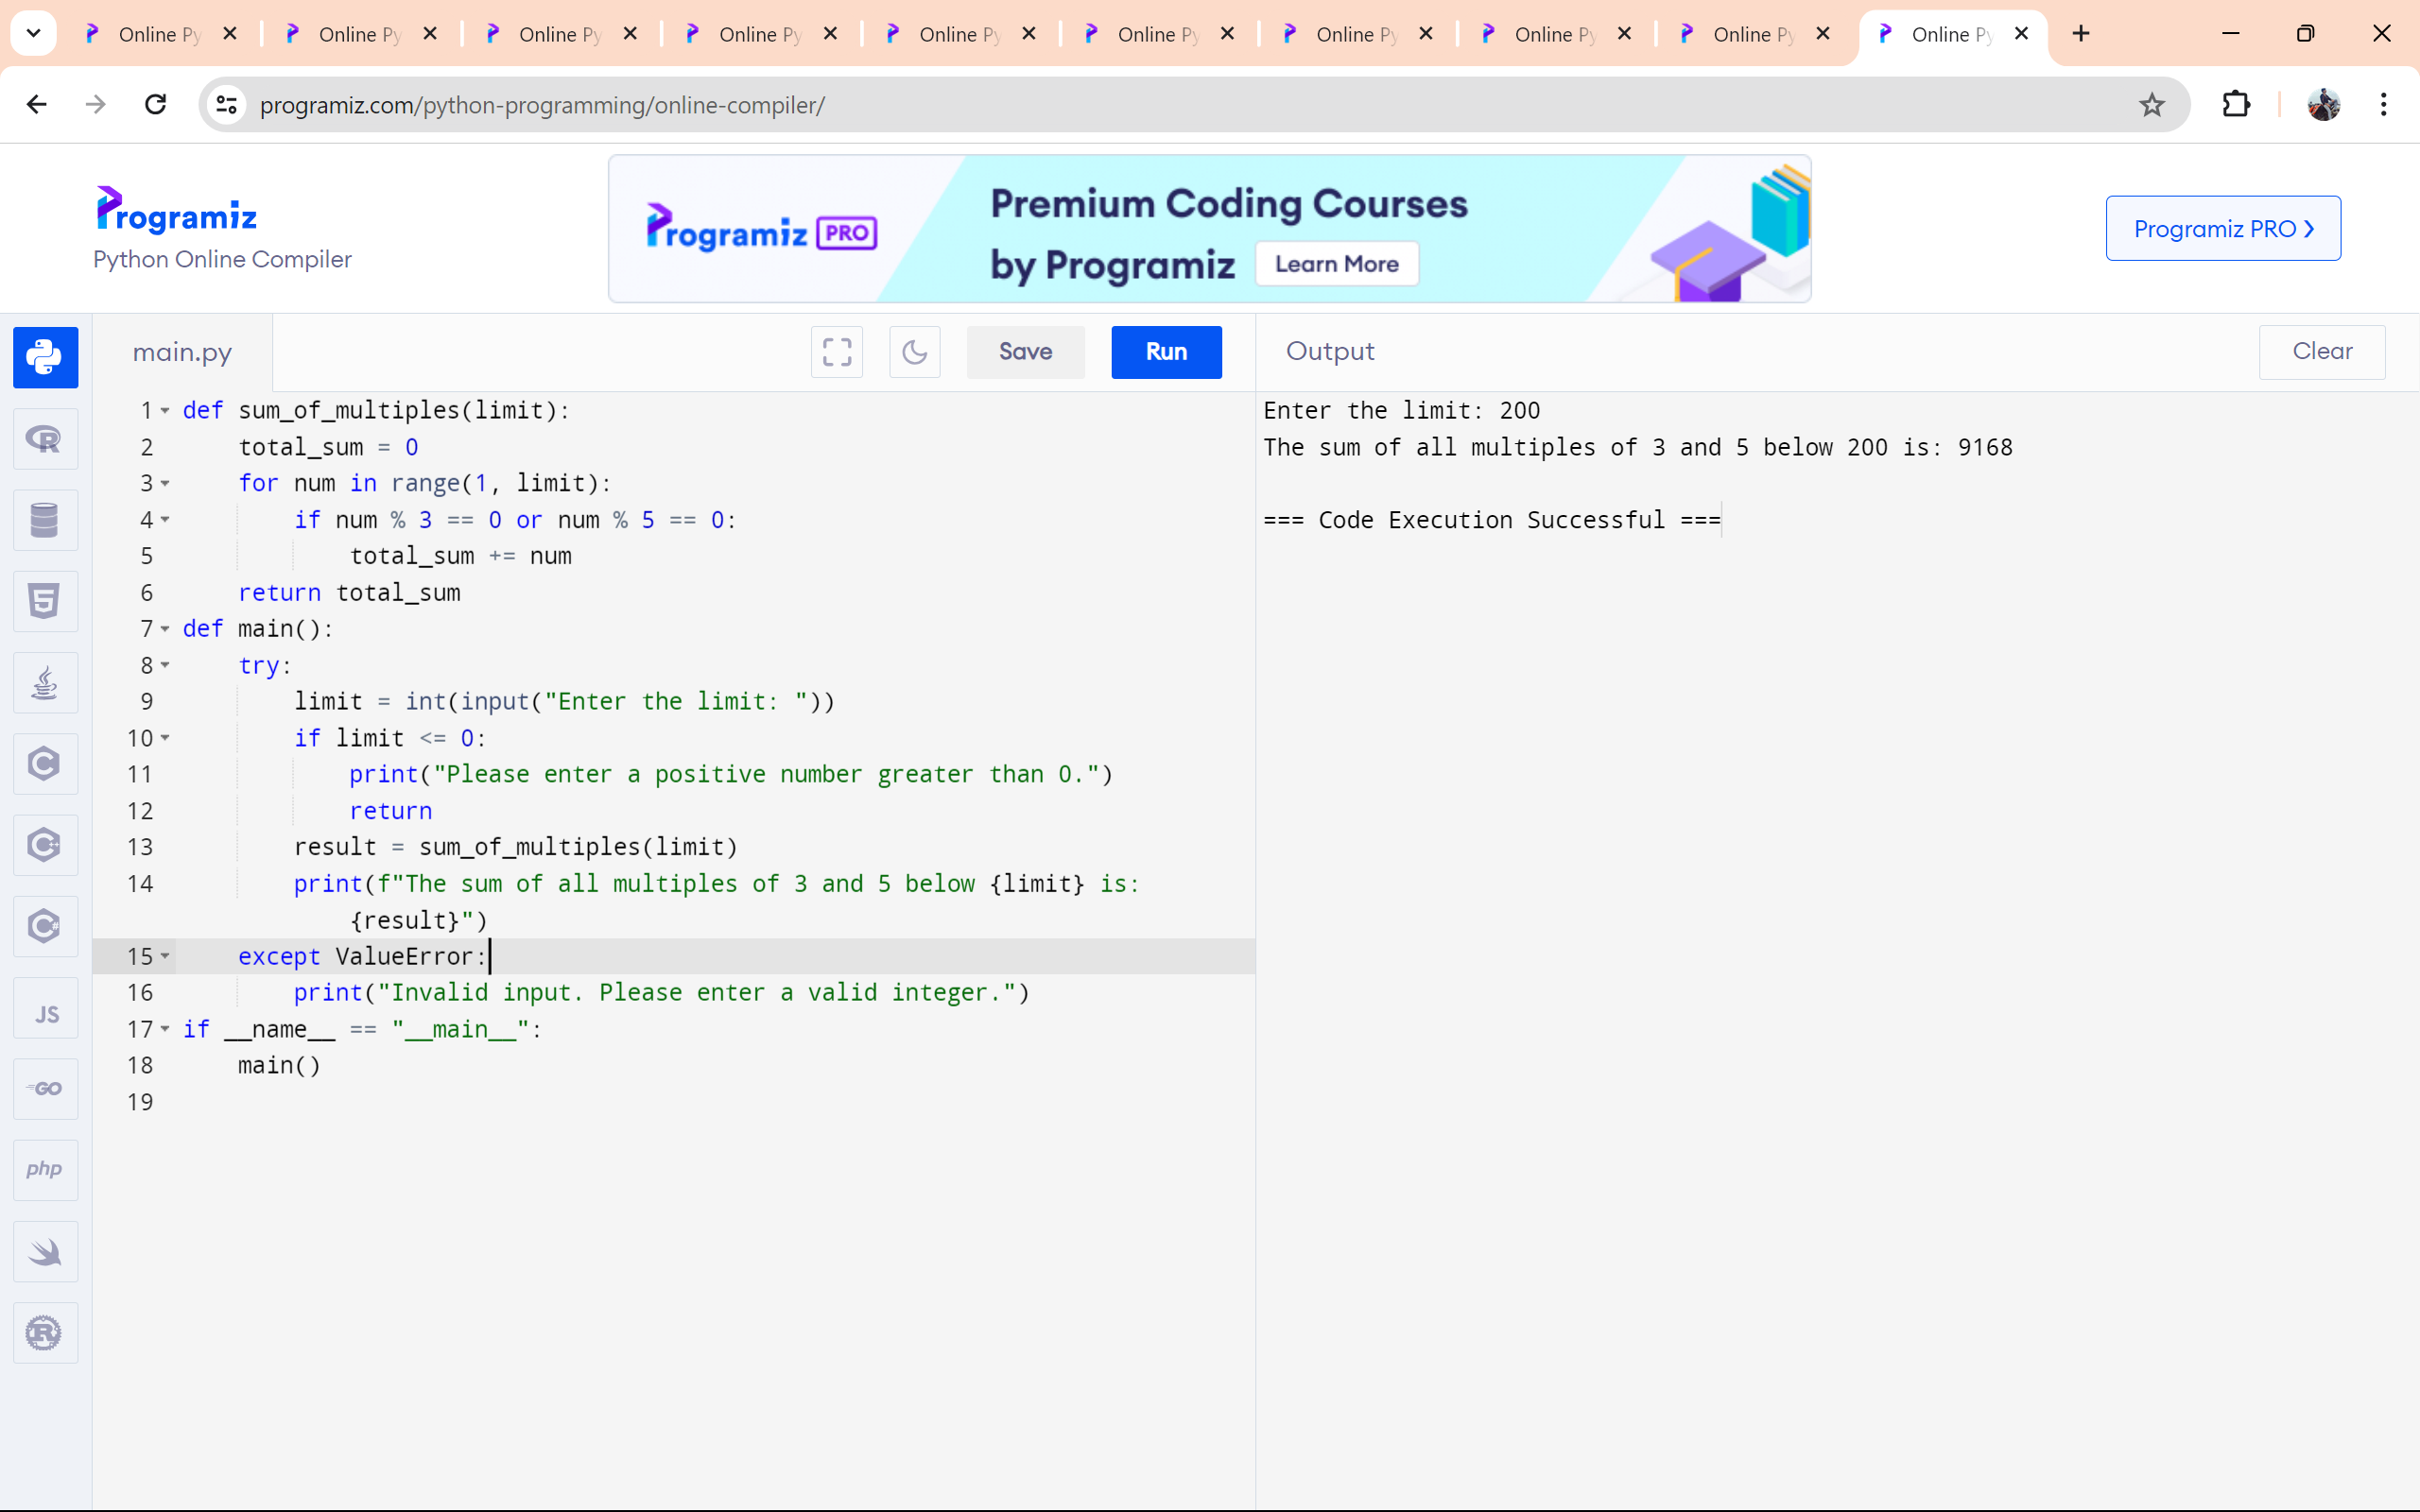 Online Py
Online Py
Online Py
Online Py
Online Py
Online Py
Online Py
Online Py
Online Py
Online Py
programiz.com/python-programming/online-compiler/
Programiz
Python Online Compiler
Programiz PRO
Premium Coding Courses
by Programiz
Learn More
Programiz PRO ❯
main.py
Save
Run
Output
Clear
1 def sum_of_multiples(limit):
2     total_sum = 0
3     for num in range(1, limit):
4         if num % 3 == 0 or num % 5 == 0:
5             total_sum += num
6     return total_sum
7 def main():
8     try:
9         limit = int(input("Enter the limit: "))
10         if limit <= 0:
11             print("Please enter a positive number greater than 0.")
12             return
13         result = sum_of_multiples(limit)
14         print(f"The sum of all multiples of 3 and 5 below {limit} is:
            {result}")
15     except ValueError:
16         print("Invalid input. Please enter a valid integer.")
17 if __name__ == "__main__":
18     main()
19
Enter the limit: 200
The sum of all multiples of 3 and 5 below 200 is: 9168
=== Code Execution Successful ===
R
5
C
C++
C#
JS
GO
php
R